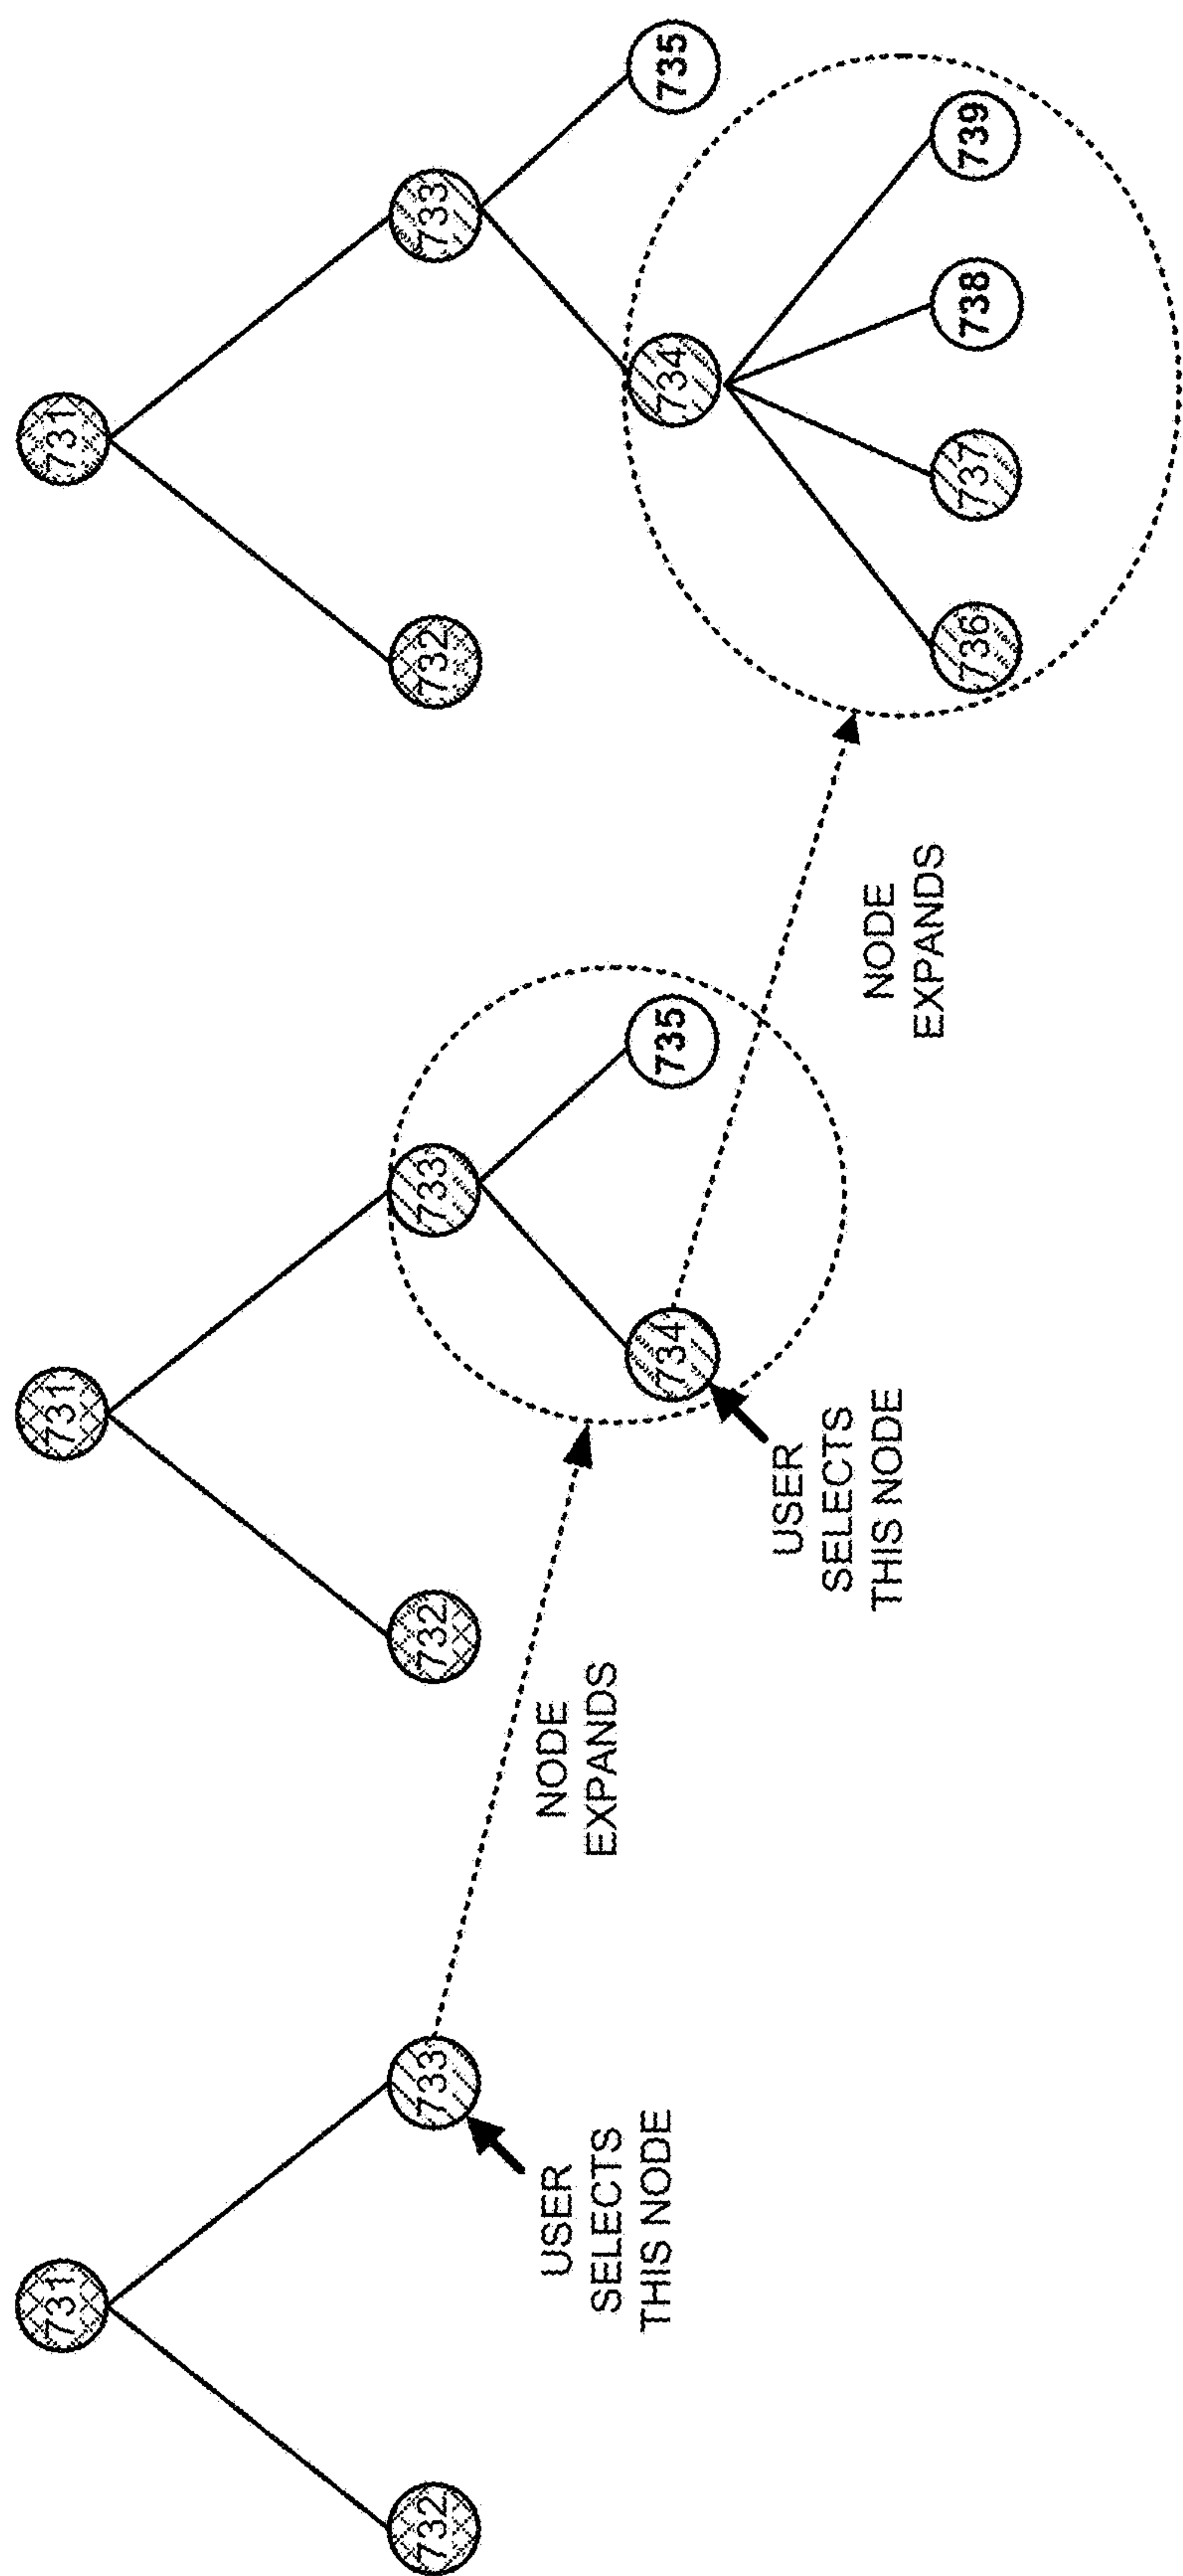 731
732
733
USER
SELECTS
THIS NODE
NODE
EXPANDS
731
732
733
734
735
USER
SELECTS
THIS NODE
NODE
EXPANDS
731
732
733
734
735
736
737
738
739